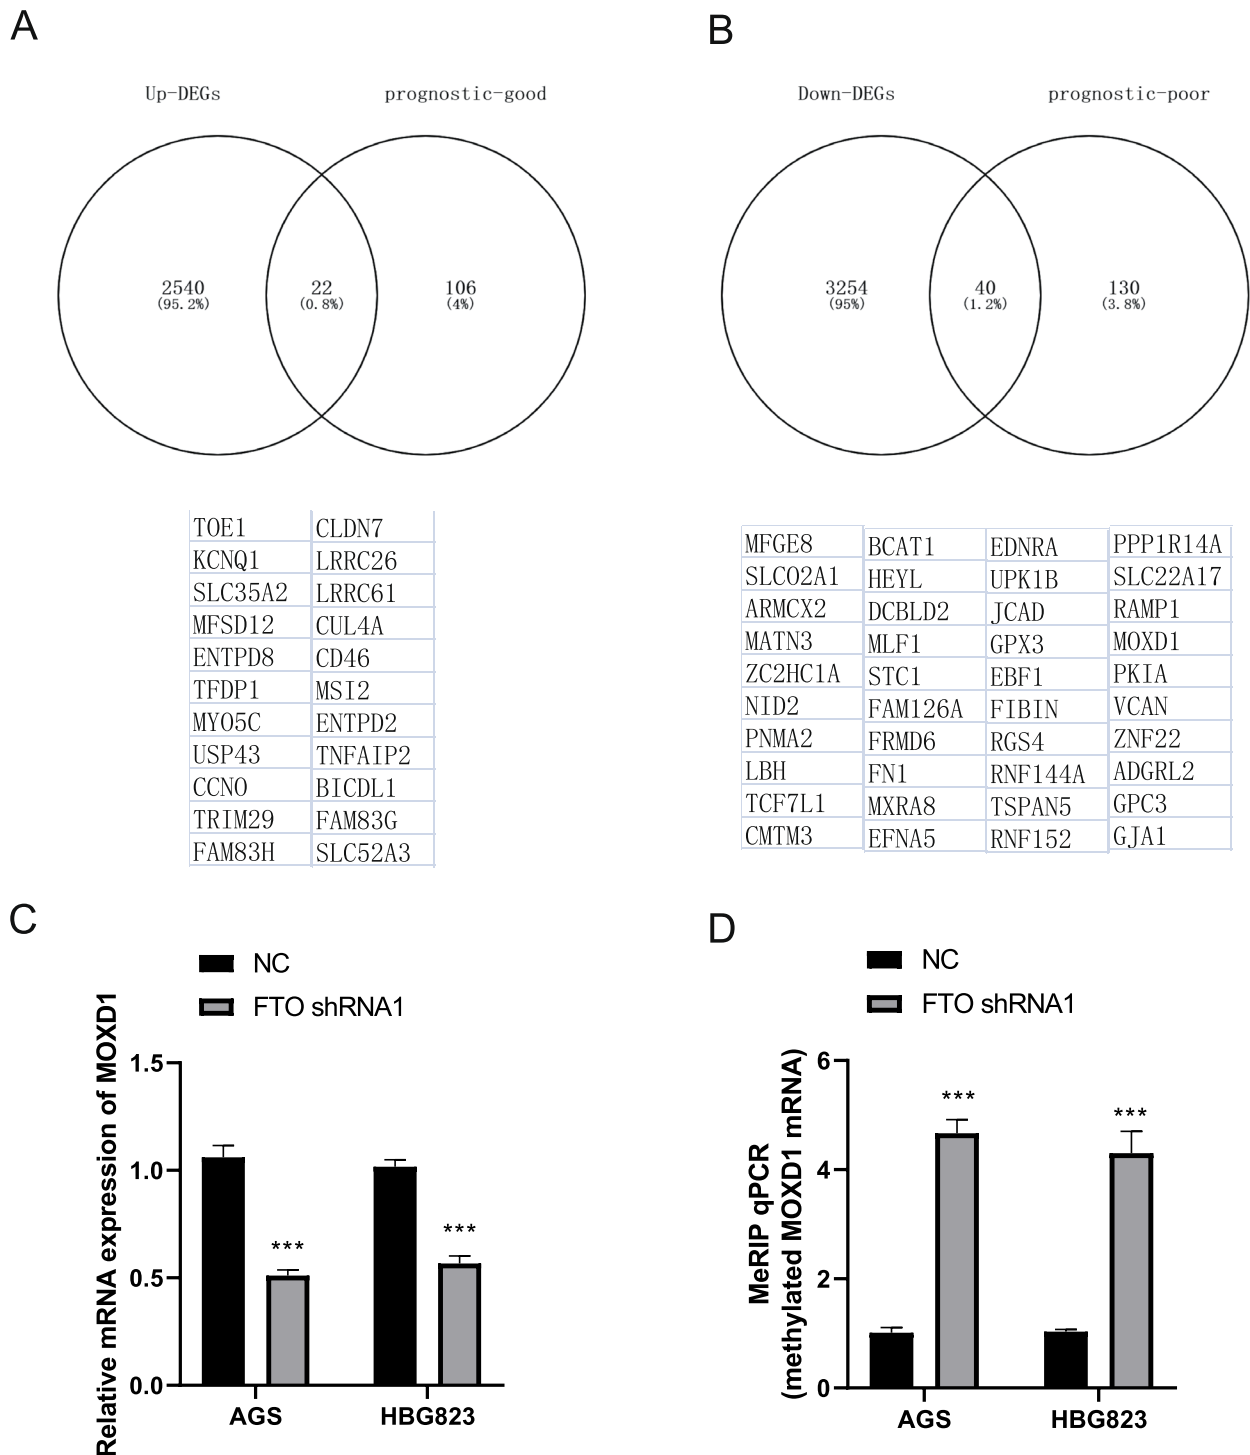 A
B
Up-DEGs prognostic-good
Down-DEGs prognostic-poor
2540 22 106
(95.2%) (0.8%) (4%)
3254 40 130
(95%) (1.2%) (3.8%)
TOE1 CLDN7
KCNQ1 LRRC26
SLC35A2 LRRC61
MFSD12 CUL4A
ENTPD8 CD46
TFDP1 MSI2
MYO5C ENTPD2
USP43 TNFAIP2
CCNO BICDL1
TRIM29 FAM83G
FAM83H SLC52A3
MFGE8 BCAT1 EDNRA PPP1R14A
SLCO2A1 HEYL UPK1B SLC22A17
ARMCX2 DCBLD2 JCAD RAMP1
MATN3 MLF1 GPX3 MOXD1
ZC2HC1A STC1 EBF1 PKIA
NID2 FAM126A FIBIN VCAN
PNMA2 FRMD6 RGS4 ZNF22
LBH FN1 RNF144A ADGRL2
TCF7L1 MXRA8 TSPAN5 GPC3
CMTM3 EFNA5 RNF152 GJA1
C
NC
FTO shRNA1
Relative mRNA expression of MOXD1
1.5
1.0
0.5
0.0
***
***
AGS HBG823
D
NC
FTO shRNA1
MeRIP qPCR
(methylated MOXD1 mRNA)
6
4
2
0
***
***
AGS HBG823